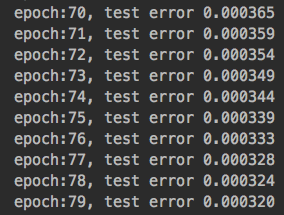 epoch:70, test error 0.000365
epoch:71, test error 0.000359
epoch:72, test error 0.000354
epoch:73, test error 0.000349
epoch:74, test error 0.000344
epoch:75, test error 0.000339
epoch:76, test error 0.000333
epoch:77, test error 0.000328
epoch:78, test error 0.000324
epoch:79, test error 0.000320